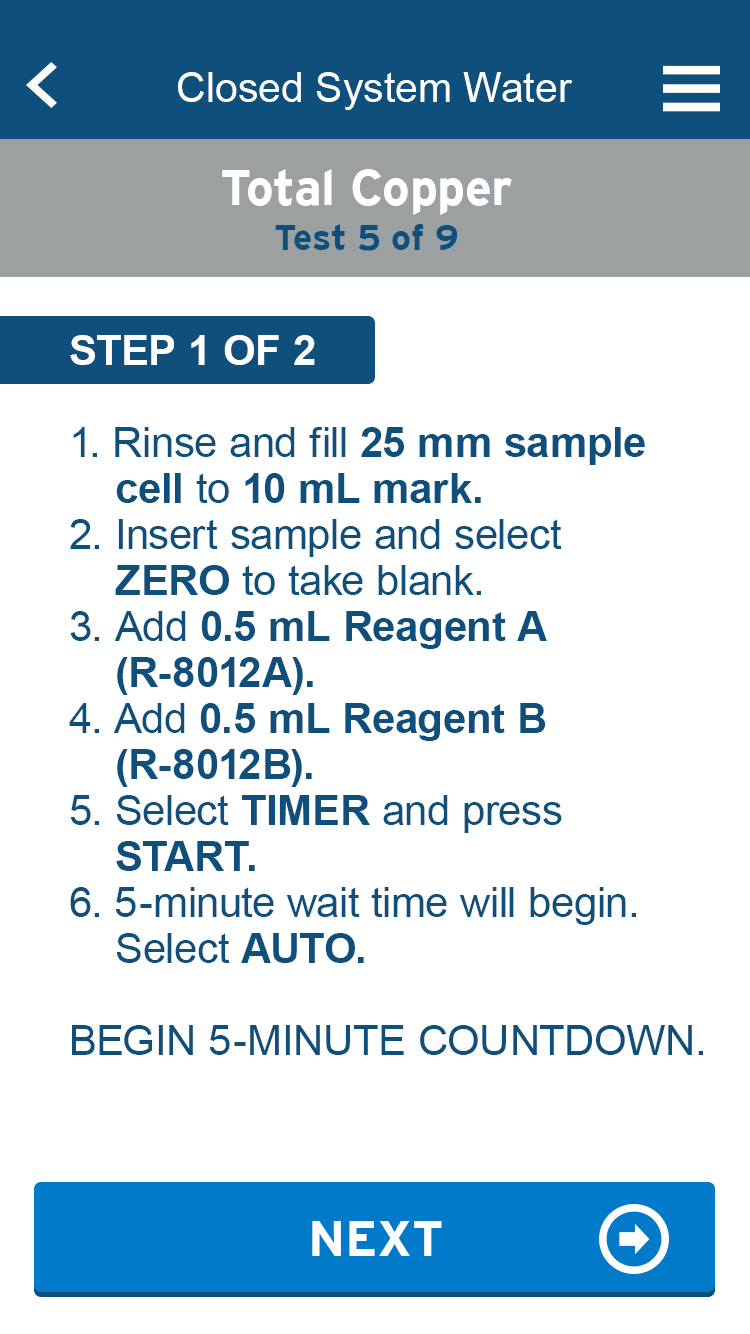 Closed System Water
Total Copper
Test 5 of 9
STEP 1 OF 2
1. Rinse and fill 25 mm sample
cell to 10 mL mark.
2. Insert sample and select
ZERO to take blank.
3. Add 0.5 mL Reagent A
(R-8012A).
4. Add 0.5 mL Reagent B
(R-8012B).
5. Select TIMER and press
START.
6. 5-minute wait time will begin.
Select AUTO.
BEGIN 5-MINUTE COUNTDOWN.
NEXT